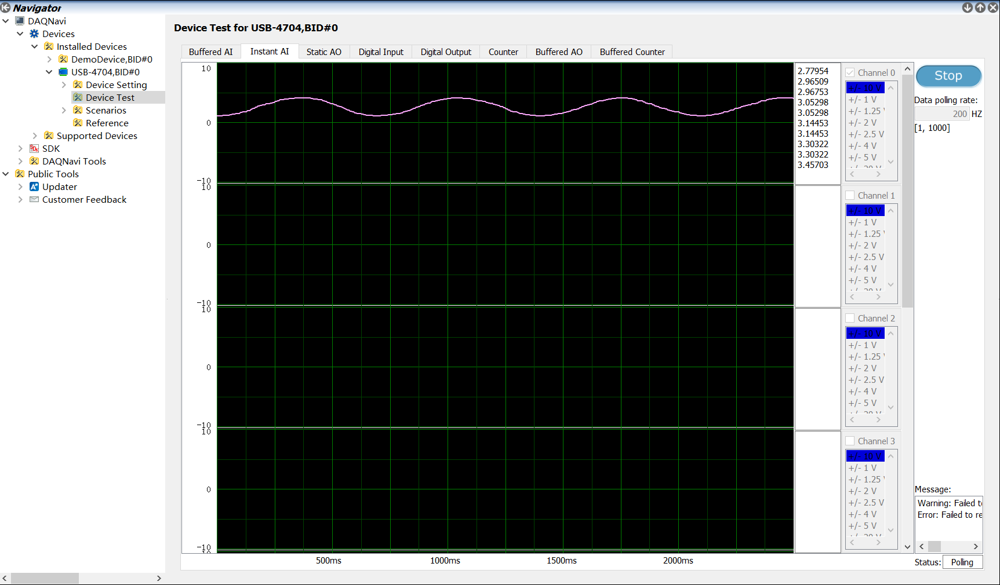 Navigator
DAQNavi
Devices
Installed Devices
DemoDevice,BID#0
USB-4704,BID#0
Device Setting
Device Test
Scenarios
Reference
Supported Devices
SDK
DAQNavi Tools
Public Tools
Updater
Customer Feedback
Device Test for USB-4704,BID#0
Buffered AI Instant AI Static AO Digital Input Digital Output Counter Buffered AO Buffered Counter
10
0
-10
10
0
-10
10
0
-10
10
0
-10
10
500ms 1000ms 1500ms 2000ms
2.77954
2.96509
2.96753
3.05298
3.05298
3.14453
3.14453
3.30322
3.30322
3.45703
Channel 0
+/- 10 V
+/- 1 V
+/- 1.25 V
+/- 2 V
+/- 2.5 V
+/- 4 V
+/- 5 V
+/- 20 V
Channel 1
+/- 10 V
+/- 1 V
+/- 1.25 V
+/- 2 V
+/- 2.5 V
+/- 4 V
+/- 5 V
+/- 20 V
Channel 2
+/- 10 V
+/- 1 V
+/- 1.25 V
+/- 2 V
+/- 2.5 V
+/- 4 V
+/- 5 V
+/- 20 V
Channel 3
+/- 10 V
+/- 1 V
+/- 1.25 V
+/- 2 V
+/- 2.5 V
+/- 4 V
+/- 5 V
+/- 20 V
Stop
Data polling rate:
200 HZ
[1, 1000]
Message:
Warning: Failed t
Error: Failed to re
Status: Polling